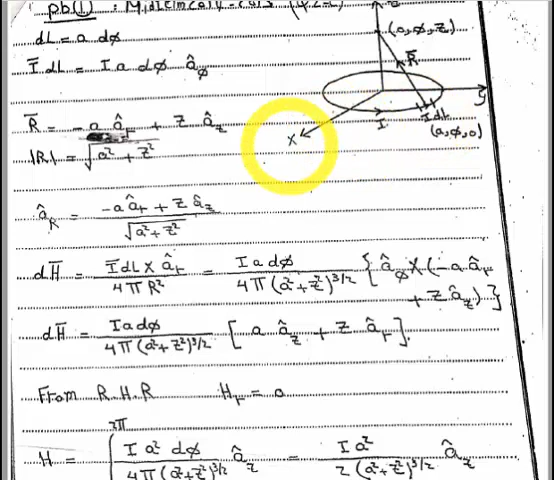 pb(1) :
dL = a dϕ
I̅ dL = I a dϕ â_ϕ
R̅ = -a â_r + z â_z
|R| = √(a² + z²)
â_R = (-a â_r + z â_z) / √(a² + z²)
dH̅ = (I̅dL × â_r) / (4π R²) = (I a dϕ) / (4π (a²+z²)^3/2) { â_ϕ × (-a â_r
+ z â_z) }
dH̅ = (I a dϕ) / (4π (a²+z²)^3/2) [ a â_z + z â_r ].
From R.H.R H_r = 0
H = ∫ 2π (I a² dϕ) / (4π (a²+z²)^3/2) â_z = (I a²) / (2 (a²+z²)^3/2) â_z
z
(0, ϕ, z)
R̅
y
I
IdL
(a, ϕ, 0)
X